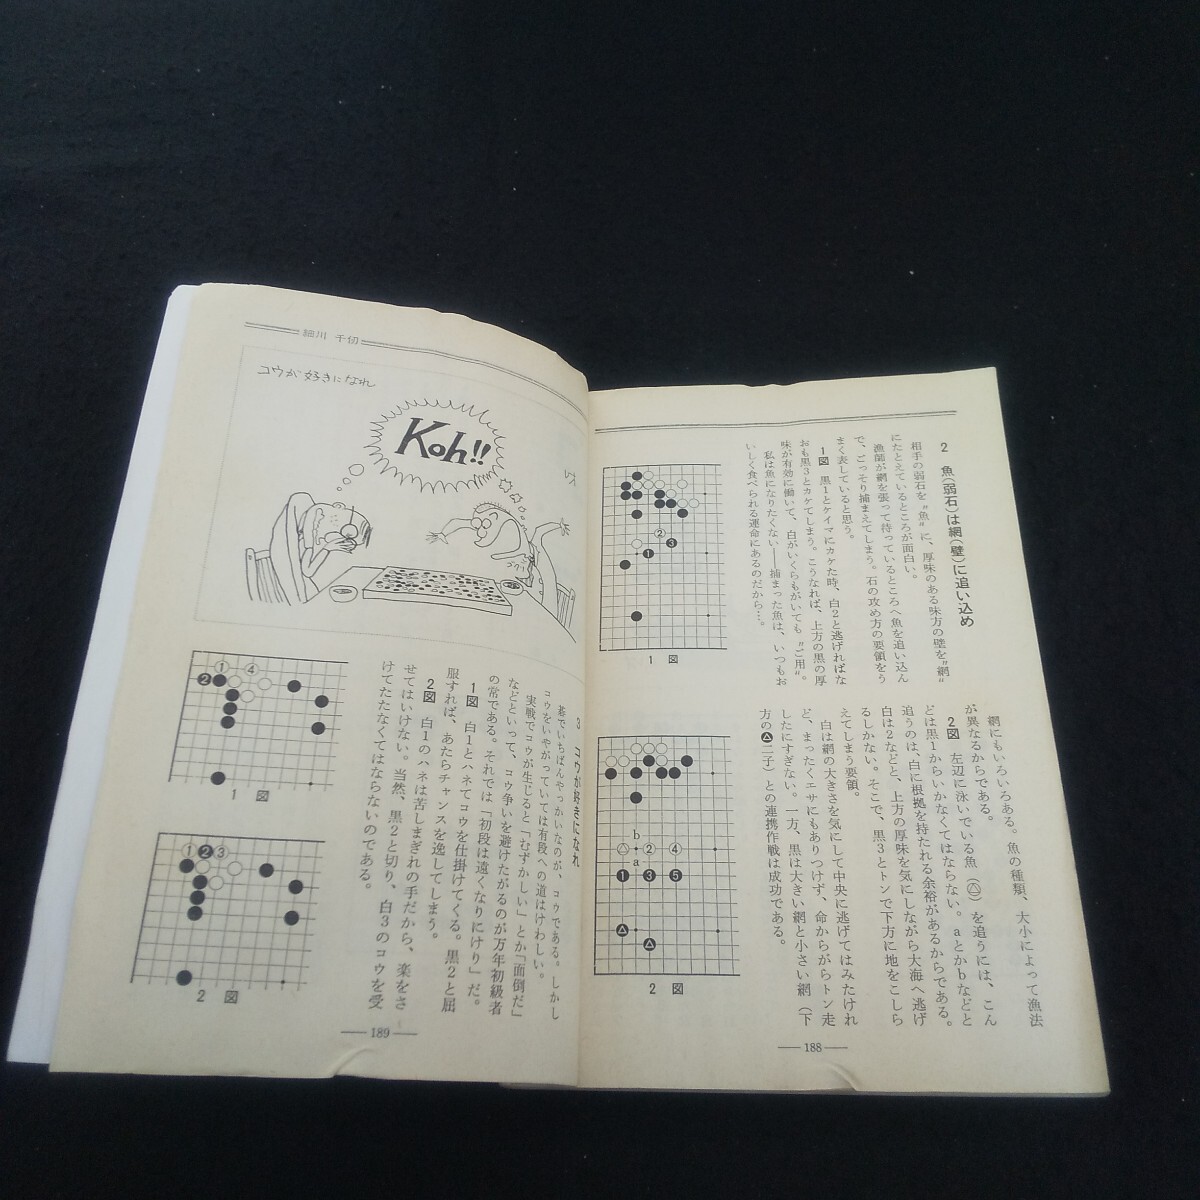 2 魚(弱石)は網(壁)に追い込め
相手の弱石を〝魚〟に、厚味のある味方の壁を〝網〟
にたとえているところが面白い。
漁師が網を張って待っているところへ魚を追い込ん
で、ごっそり捕まえてしまう。石の攻め方の要領をう
まく表していると思う。
1図 黒1とケイマにカケた時、白2と逃げればな
おも黒3とカケてしまう。こうなれば、上方の黒の厚
味が有効に働いて、白がいくらもがいても〝ご用〟。
私は魚になりたくない——捕まった魚は、いつもお
いしく食べられる運命にあるのだから…。
2
3
1
1 図
網にもいろいろある。魚の種類、大小によって漁法
が異なるからである。
2図 左辺に泳いでいる魚(△)を追うには、こん
どは黒1からいかなくてはならない。aとかbなどと
追うのは、白に根拠を持たれる余裕があるからである。
白は2などと、上方の厚味を気にしながら大海へ逃げ
るしかない。そこで、黒3とトンで下方に地をこしら
えてしまう要領。
白は網の大きさを気にして中央に逃げてはみたけれ
ど、まったくエサにもありつけず、命からがらトン走
したにすぎない。一方、黒は大きい網と小さい網(下
方の▲二子)との連携作戦は成功である。
b
2
4
a
1
3
5
2 図
—188—
細川 千仭
コウが好きになれ
Koh!!
3 コウが好きになれ
碁でいちばんやっかいなのが、コウである。しかし
コウをいやがっていては有段への道はけわしい。
実戦でコウが生じると「むずかしい」とか「面倒だ」
などといって、コウ争いを避けたがるのが万年初級者
の常である。それでは「初段は遠くなりにけり」だ。
1図 白1とハネてコウを仕掛けてくる。黒2と屈
服すれば、あたらチャンスを逸してしまう。
2図 白1のハネは苦しまぎれの手だから、楽をさ
せてはいけない。当然、黒2と切り、白3のコウを受
けてたたなくてはならないのである。
1
4
2
1 図
1
2
3
2 図
—189—